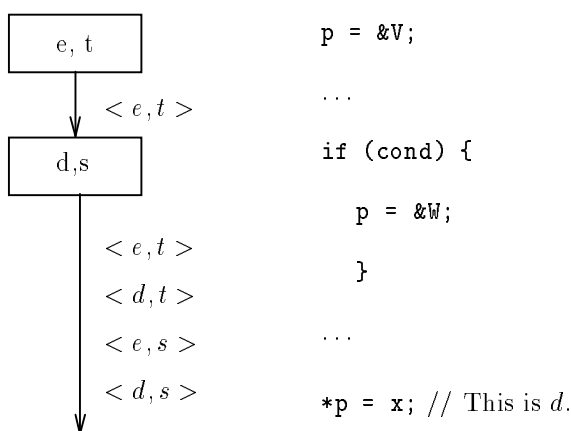 e, t
< e, t >
d,s
< e, t >
< d, t >
< e, s >
< d, s >
p = &V;
...
if (cond) {
p = &W;
}
...
*p = x; // This is d.